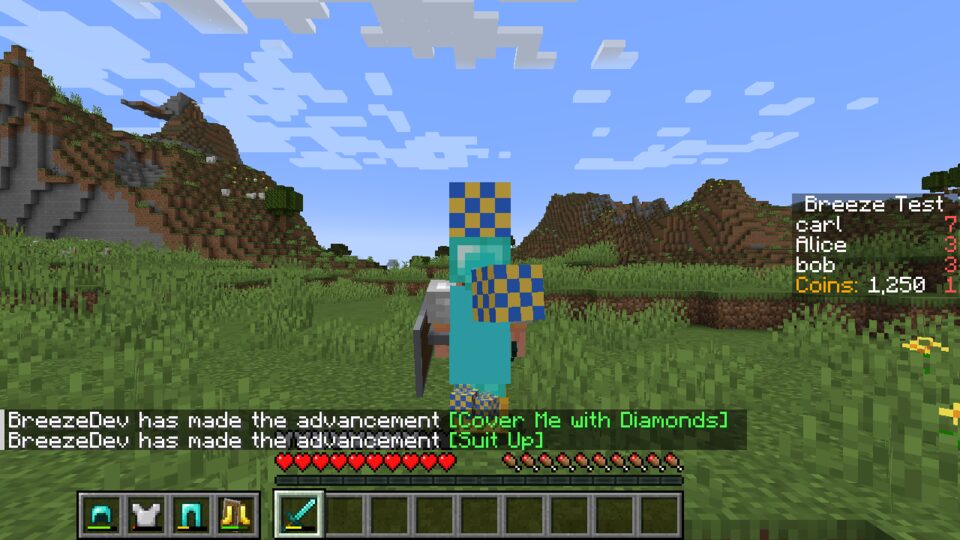 Breeze Test
carl 7
Alice 3
bob 3
Coins: 1,250 1
BreezeDev has made the advancement [Cover Me with Diamonds]
BreezeDev has made the advancement [Suit Up]